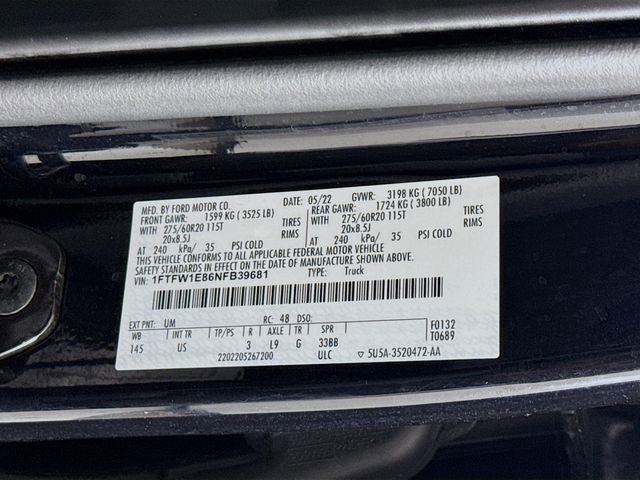 MFD. BY FORD MOTOR CO. DATE: 05/22 GVWR: 3198 KG ( 7050 LB)
FRONT GAWR: 1599 KG ( 3525 LB) REAR GAWR: 1724 KG ( 3800 LB)
WITH 275/60R20 115T TIRES WITH 275/60R20 115T TIRES
20x8.5J RIMS 20x8.5J RIMS
AT 240 kPa/ 35 PSI COLD AT 240 kPa/ 35 PSI COLD
THIS VEHICLE CONFORMS TO ALL APPLICABLE FEDERAL MOTOR VEHICLE
SAFETY STANDARDS IN EFFECT ON THE DATE OF MANUFACTURE SHOWN ABOVE.
VIN: 1FTFW1E86NFB39681 TYPE: Truck
EXT PNT: UM RC: 48 DSO: F0132
WB INT TR TP/PS R AXLE TR SPR T0689
145 US 3 L9 G 33BB
2202205267200 ULC ▽ 5U5A-3520472-AA